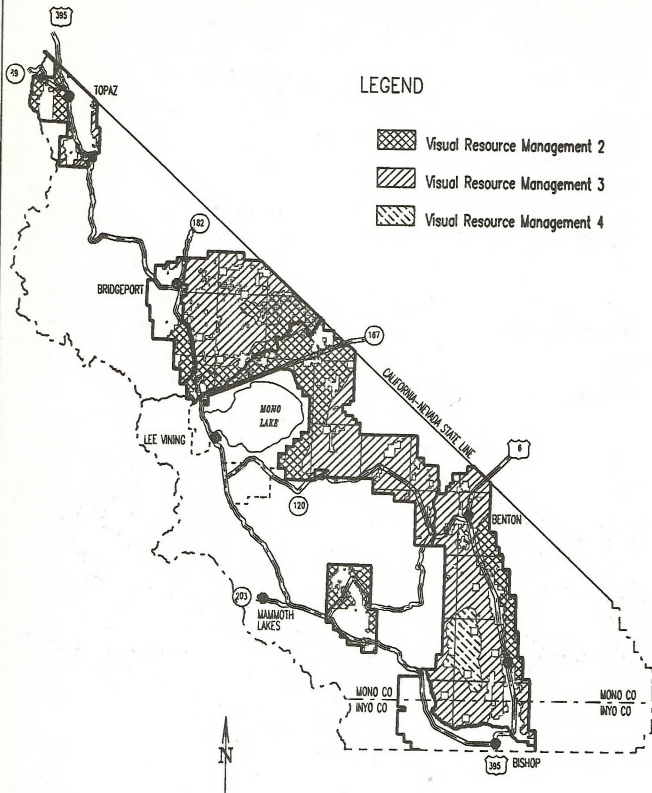 395
89
TOPAZ
LEGEND
Visual Resource Management 2
Visual Resource Management 3
Visual Resource Management 4
182
BRIDGEPORT
167
CALIFORNIA-NEVADA STATE LINE
MONO
LAKE
LEE VINING
6
120
BENTON
203
MAMMOTH
LAKES
MONO CO
INYO CO
MONO CO
INYO CO
N
395
BISHOP